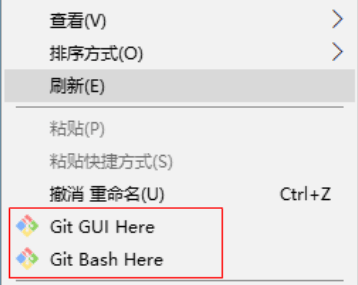 查看(V)
排序方式(O)
刷新(E)
粘贴(P)
粘贴快捷方式(S)
撤消 重命名(U) Ctrl+Z
Git GUI Here
Git Bash Here